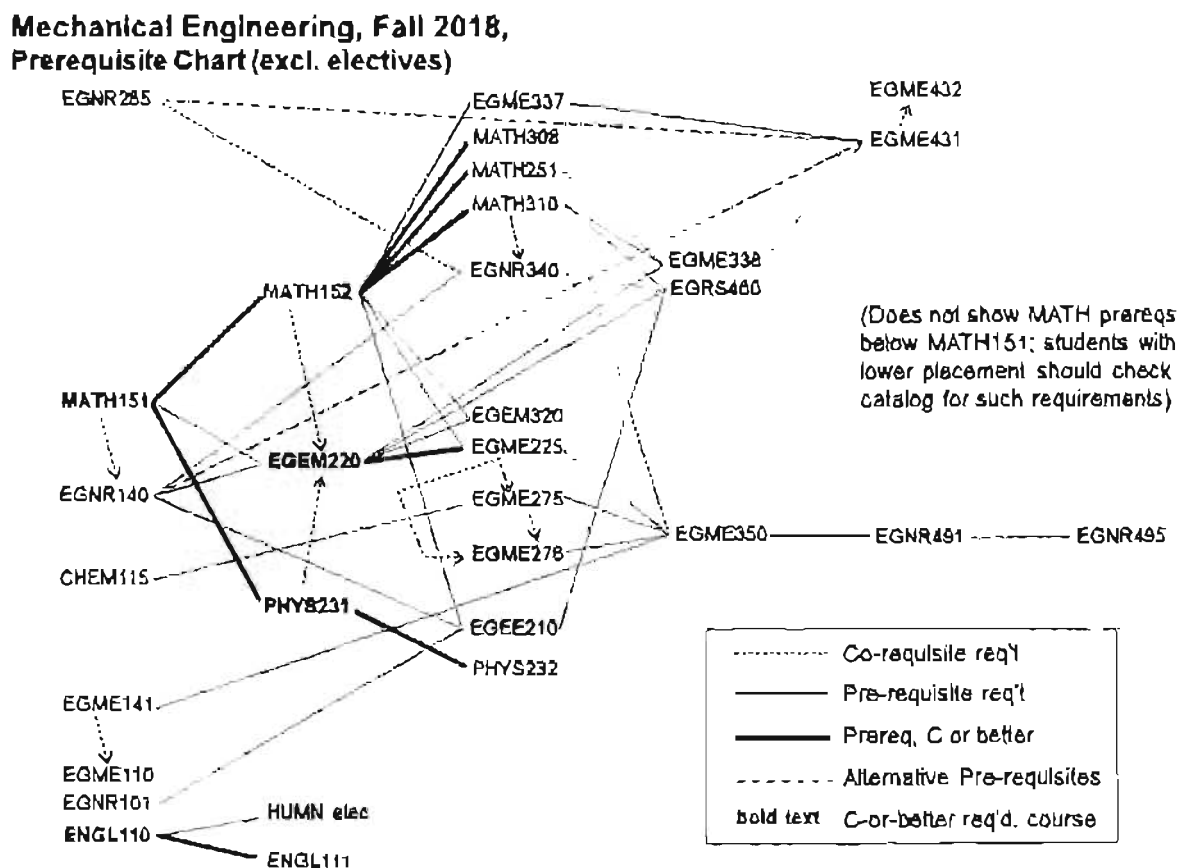 Mechanical Engineering, Fall 2018,
Prerequisite Chart (excl. electives)
EGNR265
EGME337
EGME432
MATH308
EGME431
MATH251
MATH310
EGME338
EGNR340
MATH152
EGRS460
(Does not show MATH prereqs
below MATH151; students with
lower placement should check
catalog for such requirements)
MATH151
EGEM320
EGME225
EGEM220
EGNR140
EGME275
EGME350
EGNR491
EGNR495
EGME276
CHEM115
PHYS231
EGEE210
PHYS232
EGME141
EGME110
EGNR101
HUMN elec
ENGL110
ENGL111
Co-requisite req't
Pre-requisite req't
Prereq, C or better
Alternative Pre-requisites
bold text C-or-better req'd. course